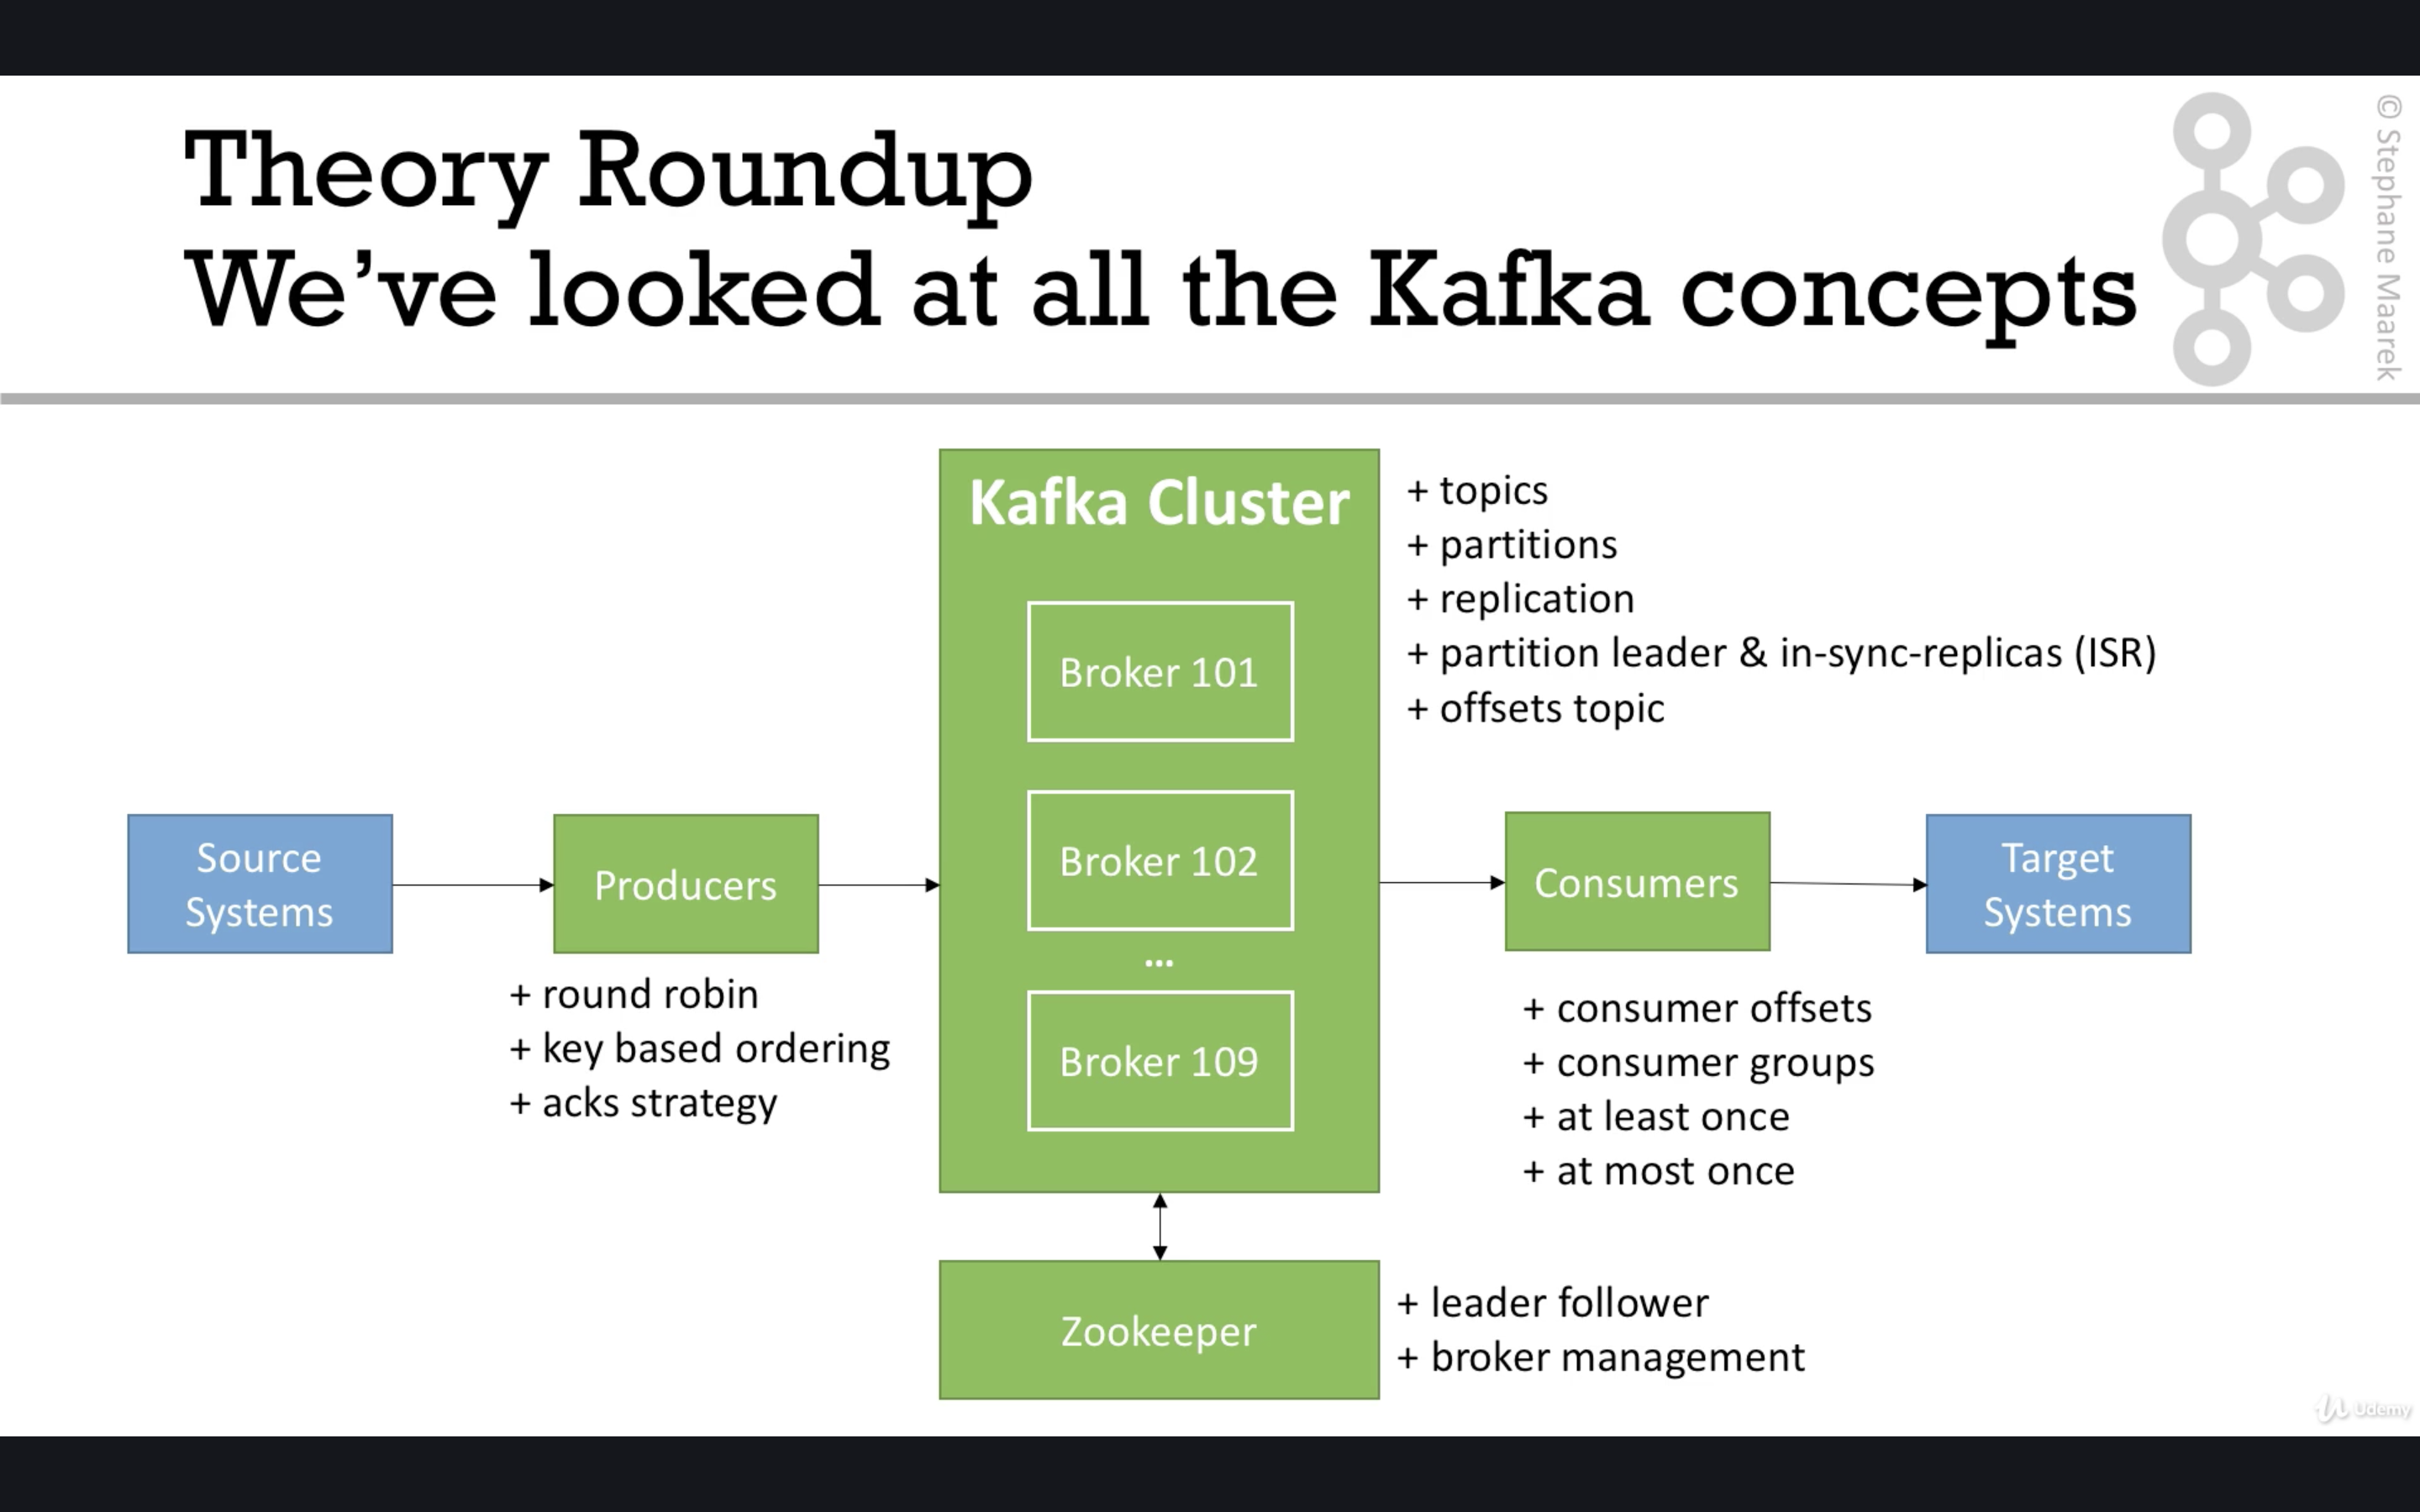 Theory Roundup
We’ve looked at all the Kafka concepts
© Stephane Maarek
Kafka Cluster
Broker 101
Broker 102
...
Broker 109
+ topics
+ partitions
+ replication
+ partition leader & in-sync-replicas (ISR)
+ offsets topic
Source
Systems
Producers
+ round robin
+ key based ordering
+ acks strategy
Consumers
+ consumer offsets
+ consumer groups
+ at least once
+ at most once
Target
Systems
Zookeeper
+ leader follower
+ broker management
Udemy